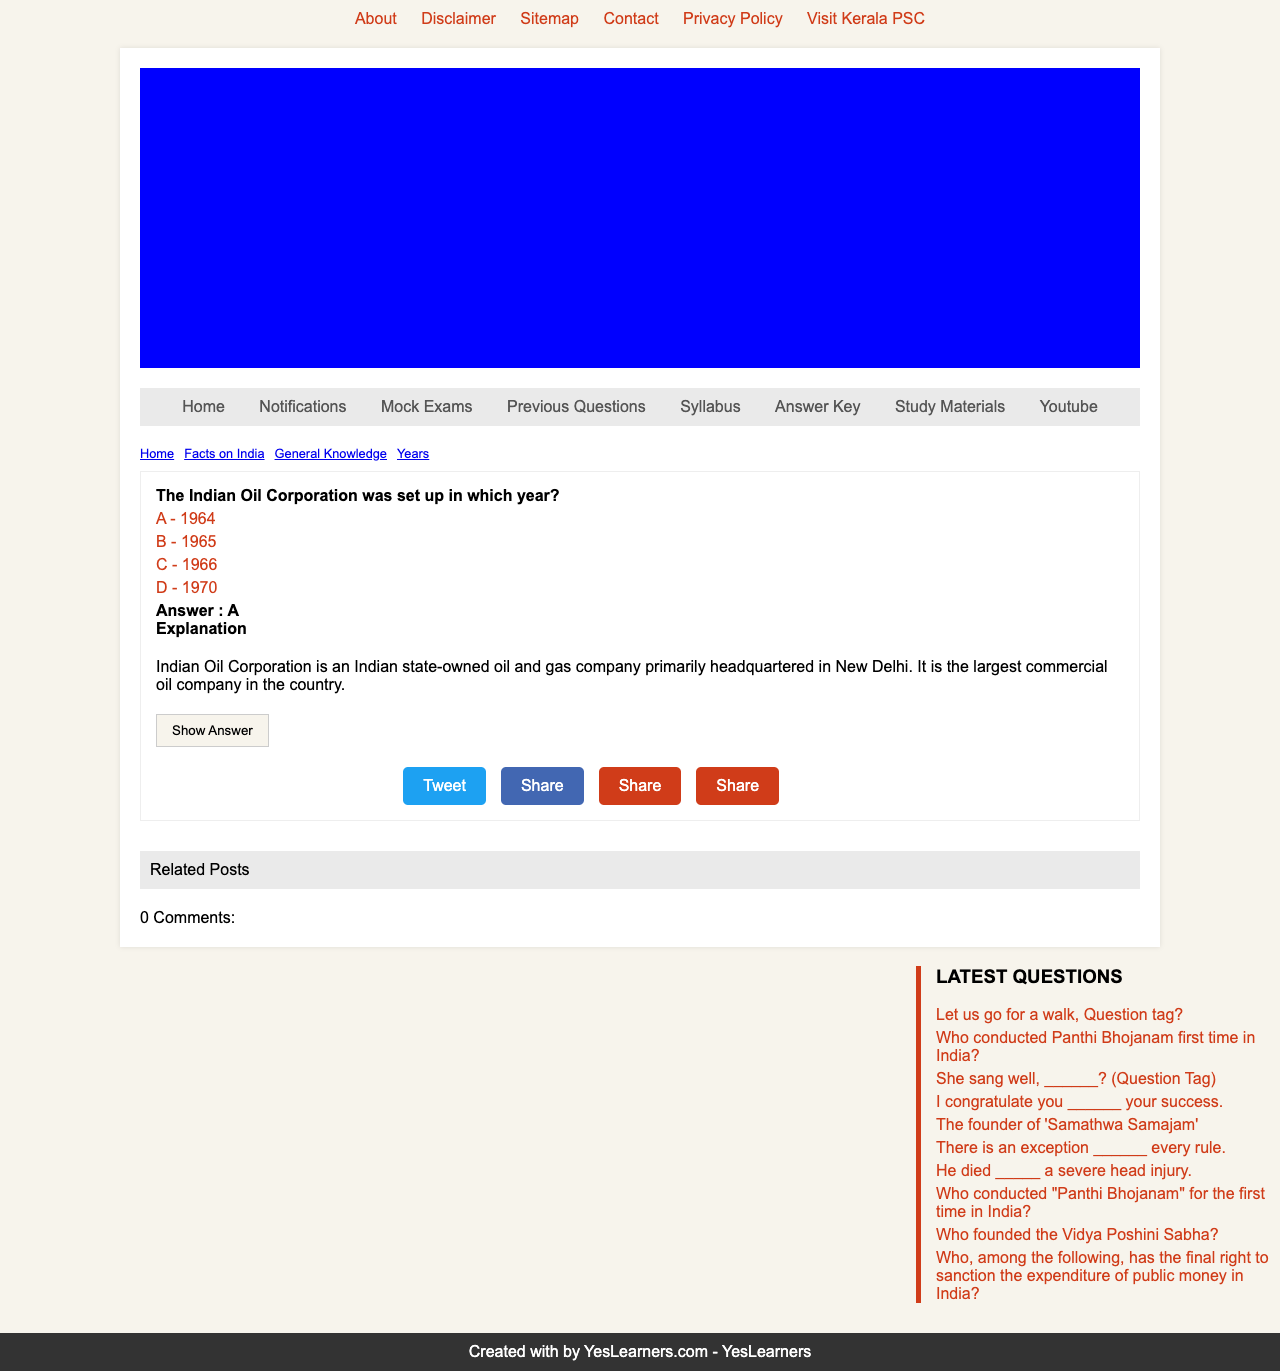 About Disclaimer Sitemap Contact Privacy Policy Visit Kerala PSC
Home Notifications Mock Exams Previous Questions Syllabus Answer Key Study Materials Youtube
Home Facts on India General Knowledge Years
The Indian Oil Corporation was set up in which year?
A - 1964
B - 1965
C - 1966
D - 1970
Answer : A
Explanation
Indian Oil Corporation is an Indian state-owned oil and gas company primarily headquartered in New Delhi. It is the largest commercial
oil company in the country.
Show Answer
Tweet Share Share Share
Related Posts
0 Comments:
LATEST QUESTIONS
Let us go for a walk, Question tag?
Who conducted Panthi Bhojanam first time in
India?
She sang well, ______? (Question Tag)
I congratulate you ______ your success.
The founder of 'Samathwa Samajam'
There is an exception ______ every rule.
He died _____ a severe head injury.
Who conducted "Panthi Bhojanam" for the first
time in India?
Who founded the Vidya Poshini Sabha?
Who, among the following, has the final right to
sanction the expenditure of public money in
India?
Created with by YesLearners.com - YesLearners